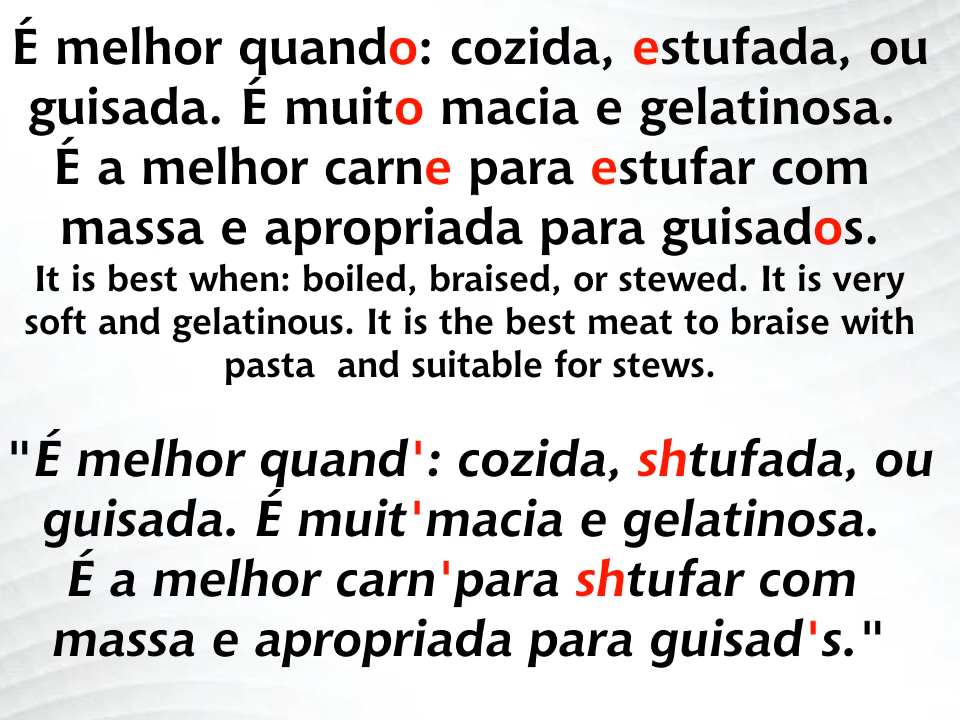 É melhor quando: cozida, estufada, ou
guisada. É muito macia e gelatinosa.
É a melhor carne para estufar com
massa e apropriada para guisados.
It is best when: boiled, braised, or stewed. It is very
soft and gelatinous. It is the best meat to braise with
pasta  and suitable for stews.
"É melhor quand': cozida, shtufada, ou
guisada. É muit'macia e gelatinosa.
É a melhor carn'para shtufar com
massa e apropriada para guisad's."